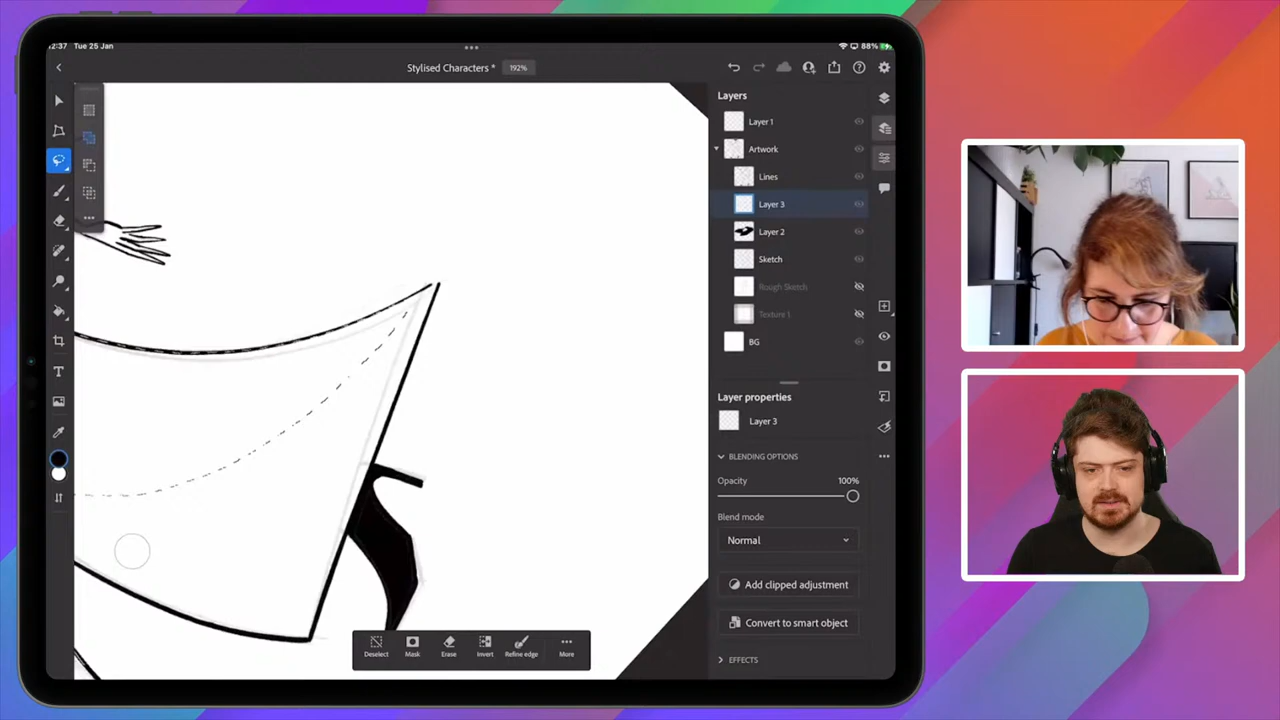 12:37 Tue 25 Jan
88%
Stylised Characters *
192%
Layers
Layer 1
Artwork
Lines
Layer 3
Layer 2
Sketch
Rough Sketch
Texture 1
BG
Layer properties
Layer 3
BLENDING OPTIONS
Opacity
100%
Blend mode
Normal
Add clipped adjustment
Convert to smart object
EFFECTS
Deselect
Mask
Erase
Invert
Refine edge
More